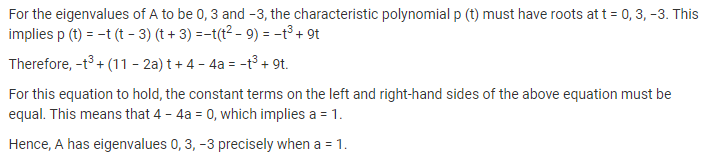 For the eigenvalues of A to be 0, 3 and −3, the characteristic polynomial p (t) must have roots at t = 0, 3, −3. This
implies p (t) = −t (t − 3) (t + 3) =−t(t² − 9) = −t³ + 9t
Therefore, −t³ + (11 − 2a) t + 4 − 4a = −t³ + 9t.
For this equation to hold, the constant terms on the left and right-hand sides of the above equation must be
equal. This means that 4 − 4a = 0, which implies a = 1.
Hence, A has eigenvalues 0, 3, −3 precisely when a = 1.